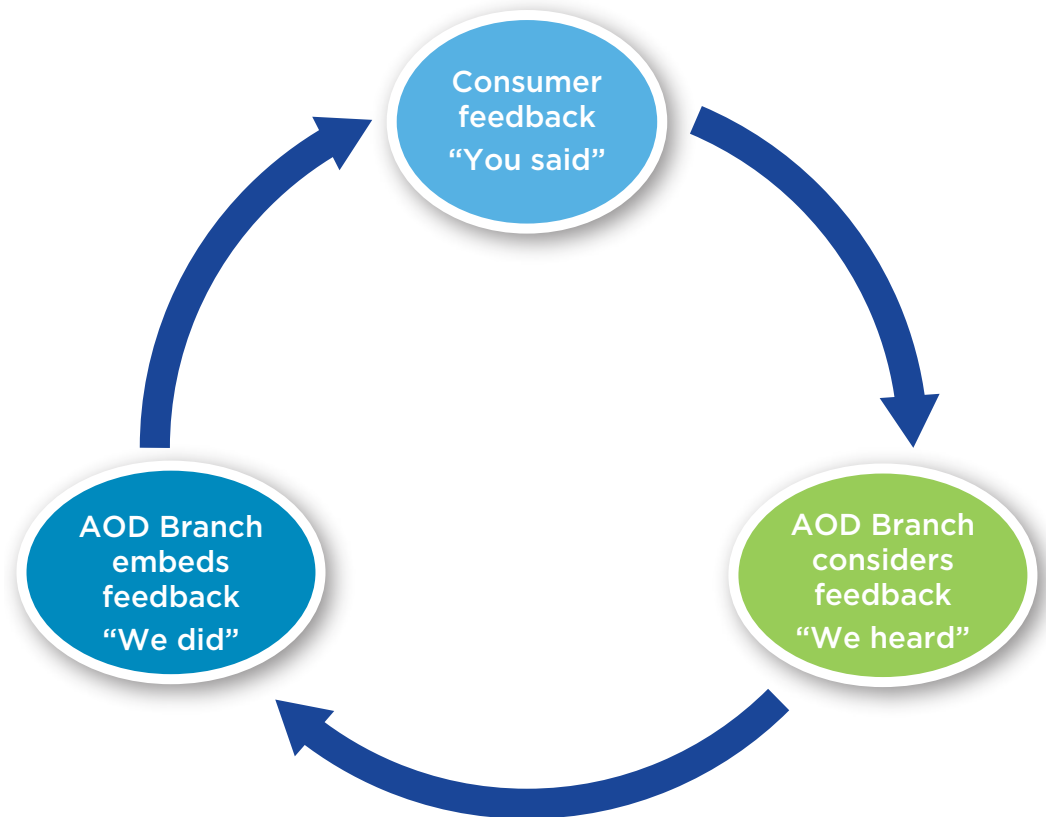 Consumer
feedback
“You said”
AOD Branch
considers
feedback
“We heard”
AOD Branch
embeds
feedback
“We did”